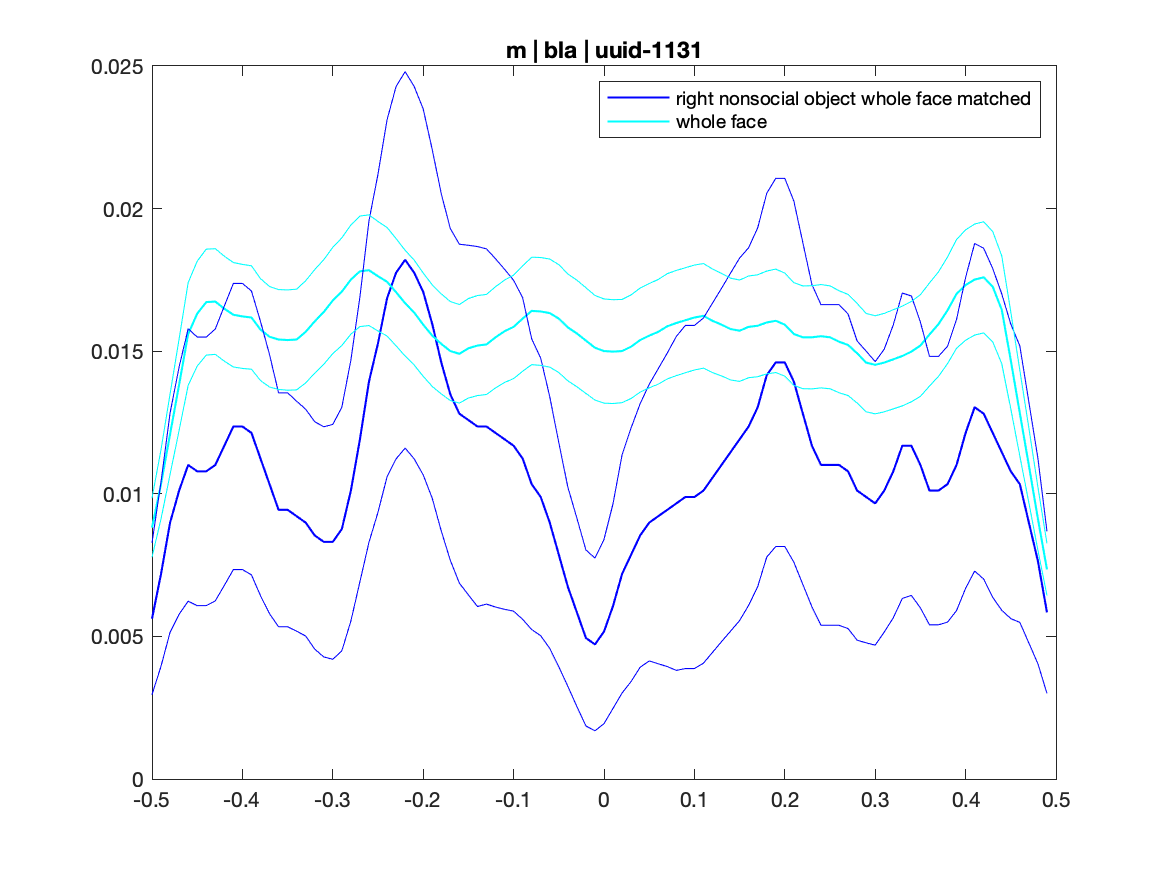 m | bla | uuid-1131
0.025
0.02
0.015
0.01
0.005
0
right nonsocial object whole face matched
whole face
-0.5 -0.4 -0.3 -0.2 -0.1 0 0.1 0.2 0.3 0.4 0.5